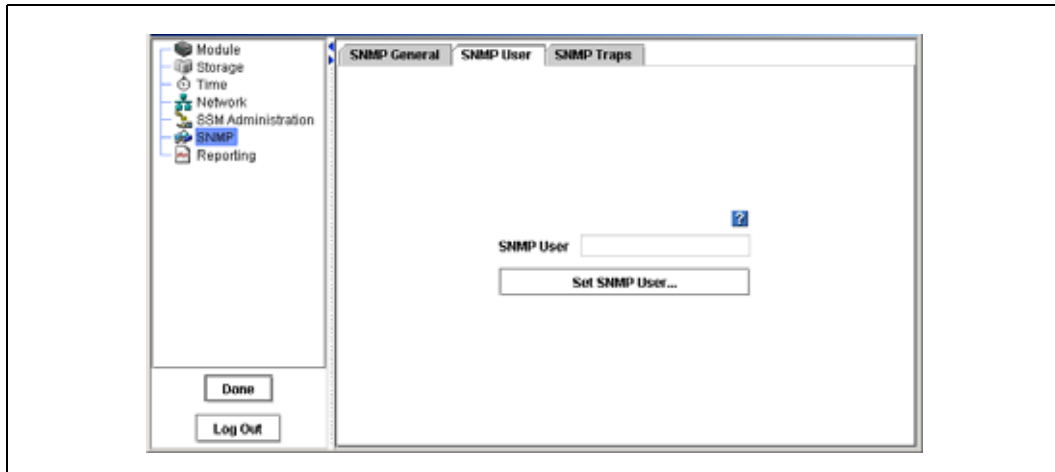 Module
Storage
Time
Network
SSM Administration
SNMP
Reporting
Done
Log Out
SNMP General
SNMP User
SNMP Traps
?
SNMP User
Set SNMP User...